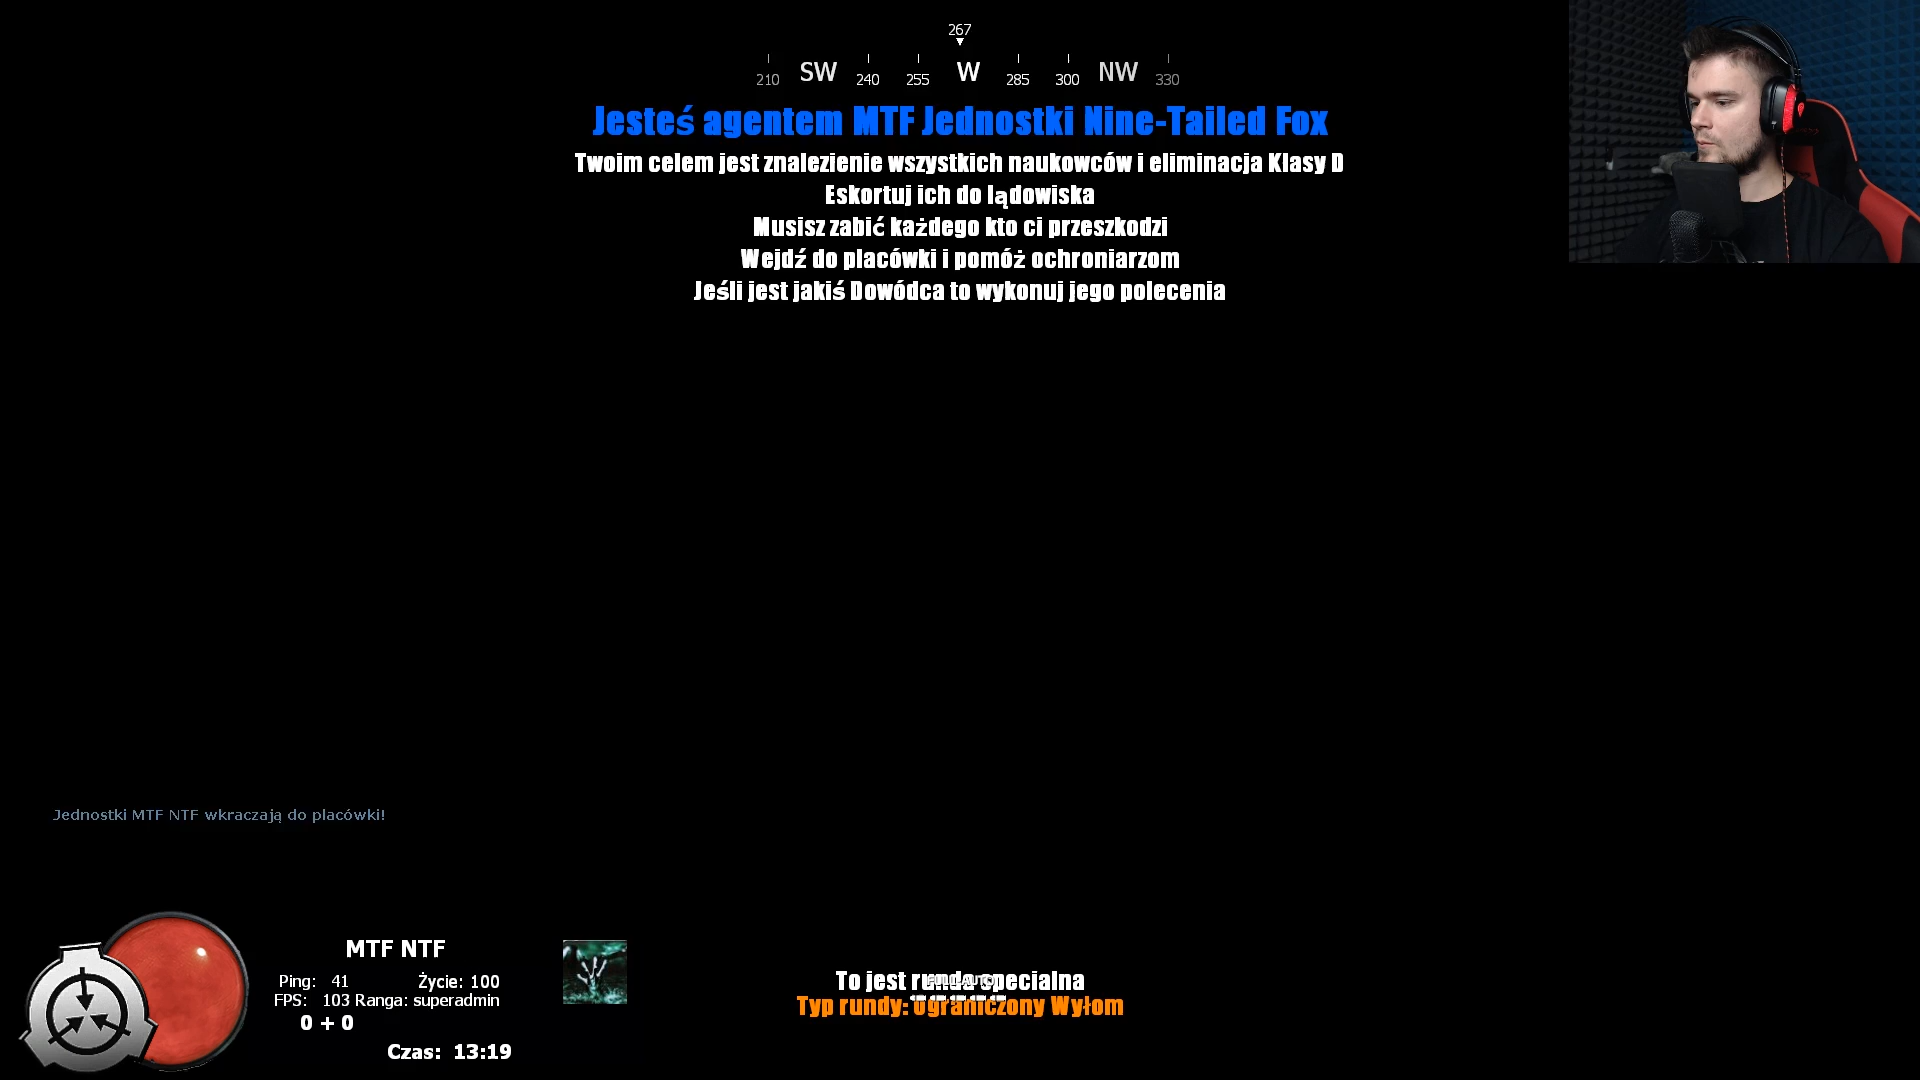 267
210 SW 240 255 W 285 300 NW 330
Jesteś agentem MTF Jednostki Nine-Tailed Fox
Twoim celem jest znalezienie wszystkich naukowców i eliminacja Klasy D
Eskortuj ich do lądowiska
Musisz zabić każdego kto ci przeszkodzi
Wejdź do placówki i pomóż ochroniarzom
Jeśli jest jakiś Dowódca to wykonuj jego polecenia
Jednostki MTF NTF wkraczają do placówki!
MTF NTF
Ping: 41 Życie: 100
FPS: 103 Ranga: superadmin
0 + 0
Czas: 13:19
To jest runda specjalna
Typ rundy: ograniczony Wyłom